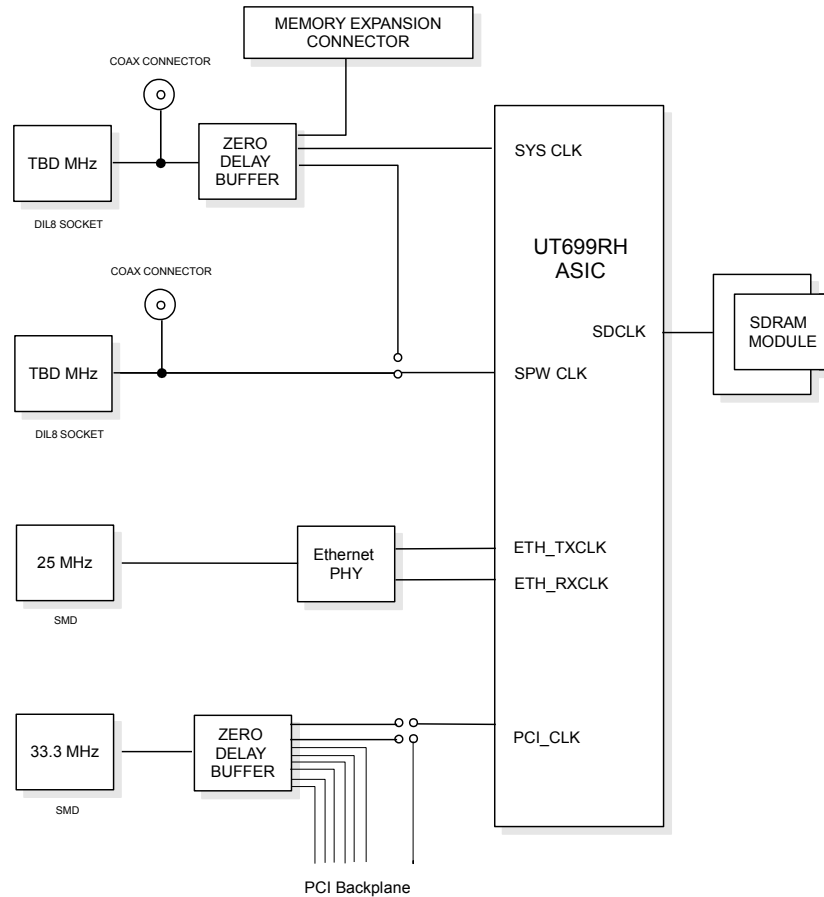 MEMORY EXPANSION
CONNECTOR
COAX CONNECTOR
TBD MHz
DIL8 SOCKET
ZERO
DELAY
BUFFER
SYS CLK
UT699RH
ASIC
COAX CONNECTOR
TBD MHz
DIL8 SOCKET
SPW CLK
SDCLK
SDRAM
MODULE
25 MHz
SMD
Ethernet
PHY
ETH_TXCLK
ETH_RXCLK
33.3 MHz
SMD
ZERO
DELAY
BUFFER
PCI_CLK
PCI Backplane